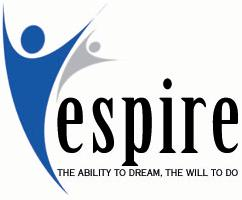 espire
THE ABILITY TO DREAM, THE WILL TO DO